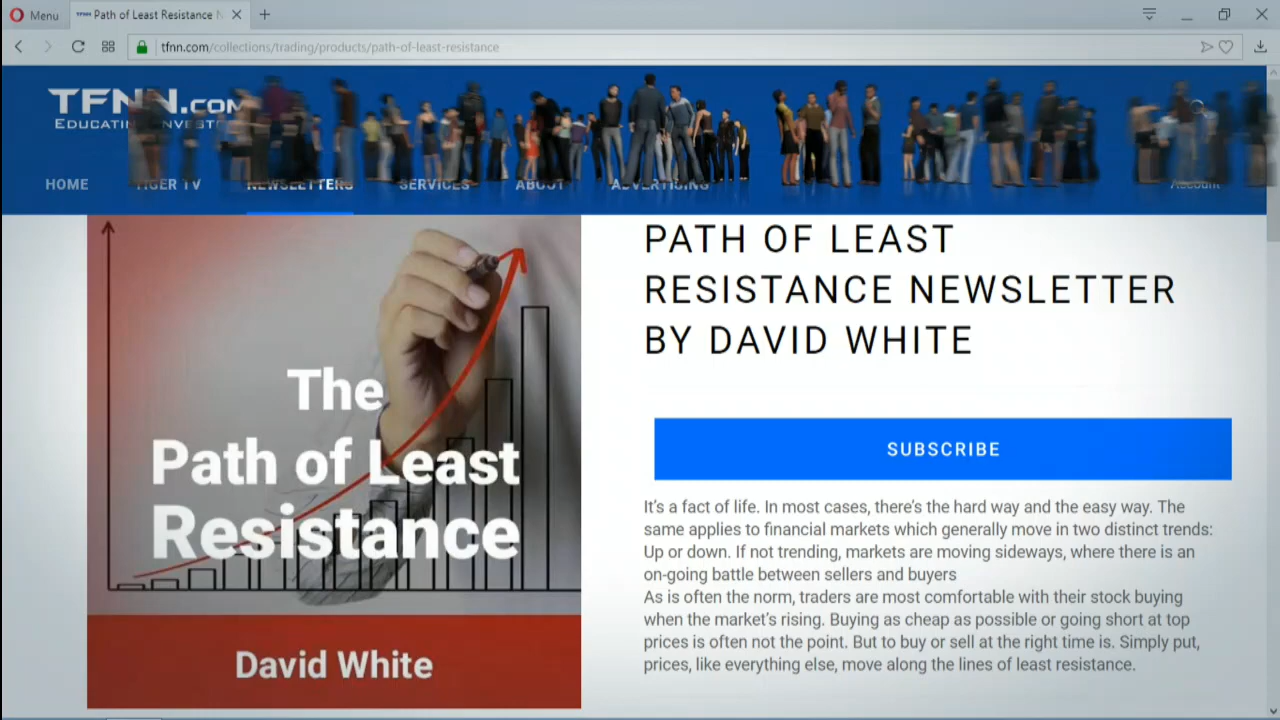 Menu
Path of Least Resistance N
tfnn.com/collections/trading/products/path-of-least-resistance
TFNN.COM
HOME
TIGER TV
NEWSLETTERS
SERVICES
ABOUT
ADVERTISING
Account
The
Path of Least
Resistance
David White
PATH OF LEAST
RESISTANCE NEWSLETTER
BY DAVID WHITE
SUBSCRIBE
It's a fact of life. In most cases, there's the hard way and the easy way. The
same applies to financial markets which generally move in two distinct trends:
Up or down. If not trending, markets are moving sideways, where there is an
on-going battle between sellers and buyers
As is often the norm, traders are most comfortable with their stock buying
when the market's rising. Buying as cheap as possible or going short at top
prices is often not the point. But to buy or sell at the right time is. Simply put,
prices, like everything else, move along the lines of least resistance.